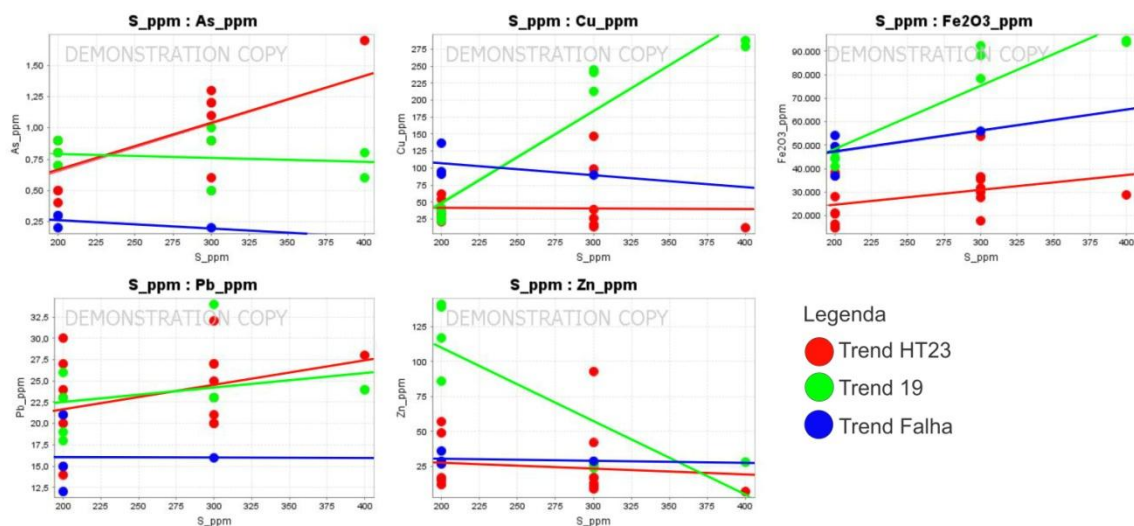 S_ppm : As_ppm
DEMONSTRATION COPY
1,50
1,25
1,00
0,75
0,50
0,25
As_ppm
200 225 250 275 300 325 350 375 400
S_ppm
S_ppm : Cu_ppm
DEMONSTRATION COPY
275
250
225
200
175
150
125
100
75
50
25
Cu_ppm
200 225 250 275 300 325 350 375 400
S_ppm
S_ppm : Fe2O3_ppm
DEMONSTRATION COPY
90.000
80.000
70.000
60.000
50.000
40.000
30.000
20.000
Fe2O3_ppm
200 225 250 275 300 325 350 375 400
S_ppm
S_ppm : Pb_ppm
DEMONSTRATION COPY
32,5
30,0
27,5
25,0
22,5
20,0
17,5
15,0
12,5
Pb_ppm
200 225 250 275 300 325 350 375 400
S_ppm
S_ppm : Zn_ppm
DEMONSTRATION COPY
125
100
75
50
25
Zn_ppm
200 225 250 275 300 325 350 375 400
S_ppm
Legenda
Trend HT23
Trend 19
Trend Falha